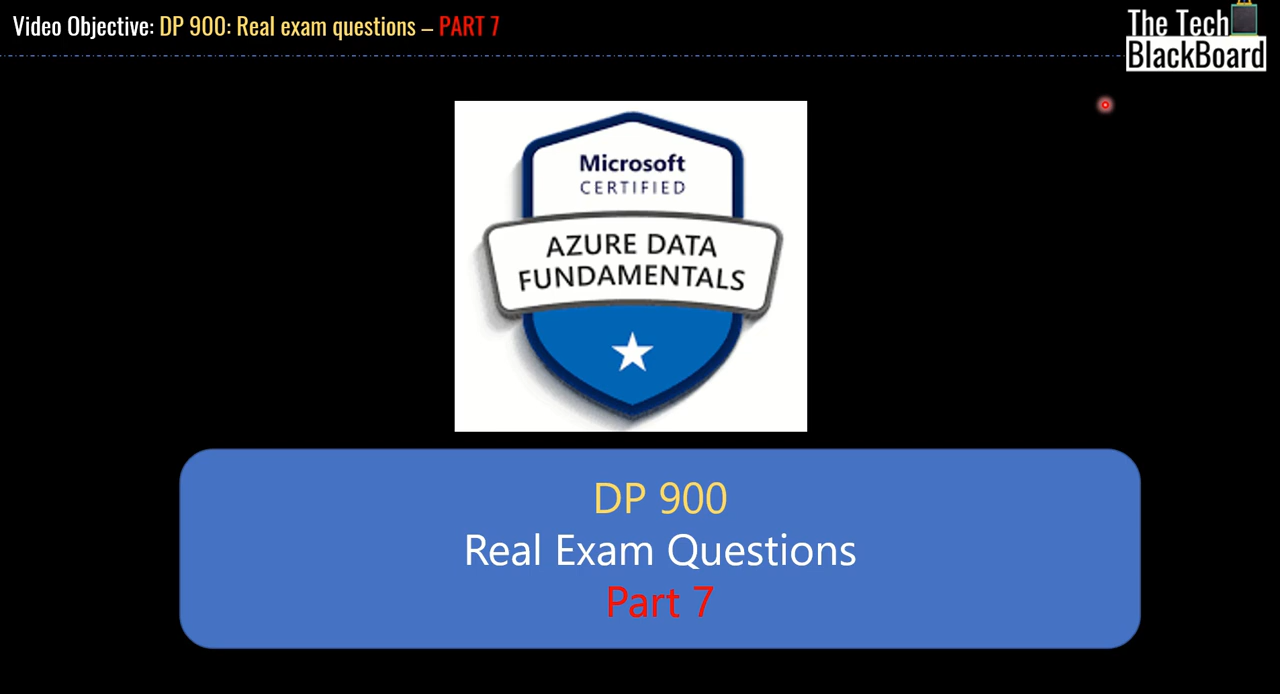 Video Objective: DP 900: Real exam questions – PART 7
The Tech
BlackBoard
Microsoft
CERTIFIED
AZURE DATA
FUNDAMENTALS
DP 900
Real Exam Questions
Part 7